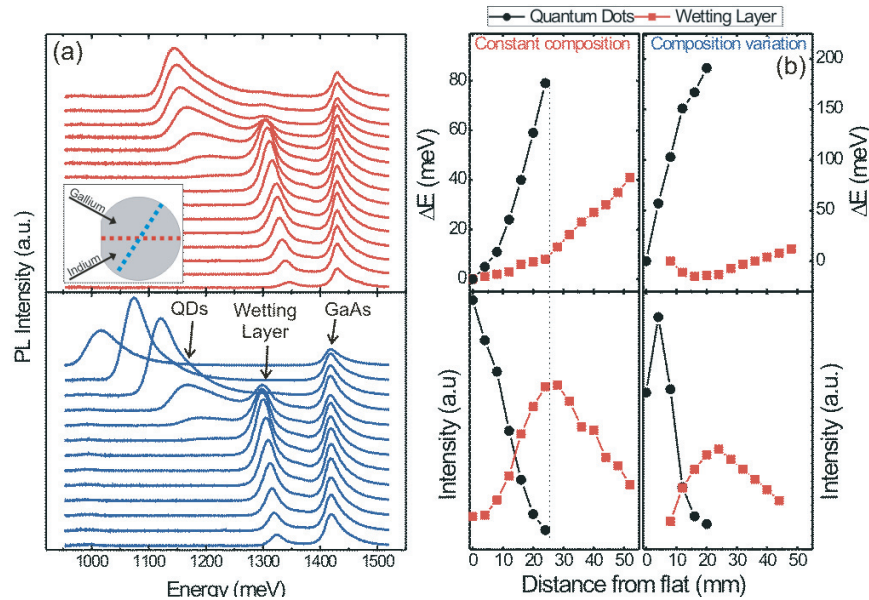 Quantum Dots Wetting Layer
(a)
Gallium
Indium
PL Intensity (a.u.)
QDs
Wetting
Layer
GaAs
1000 1100 1200 1300 1400 1500
Energy (meV)
Constant composition
Composition variation
(b)
80
60
40
20
0
ΔE (meV)
200
150
100
50
0
ΔE (meV)
Intensity (a.u)
Intensity (a.u.)
0 10 20 30 40 50 0 10 20 30 40 50
Distance from flat (mm)